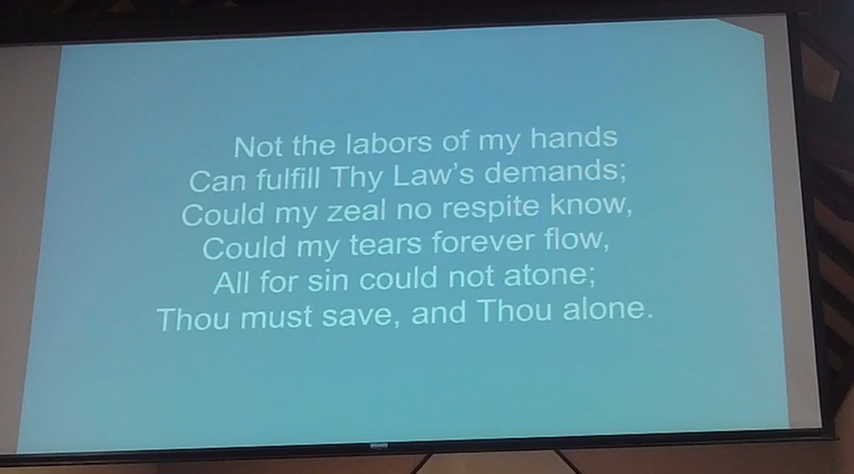 Not the labors of my hands
Can fulfill Thy Law's demands;
Could my zeal no respite know,
Could my tears forever flow,
All for sin could not atone;
Thou must save, and Thou alone.